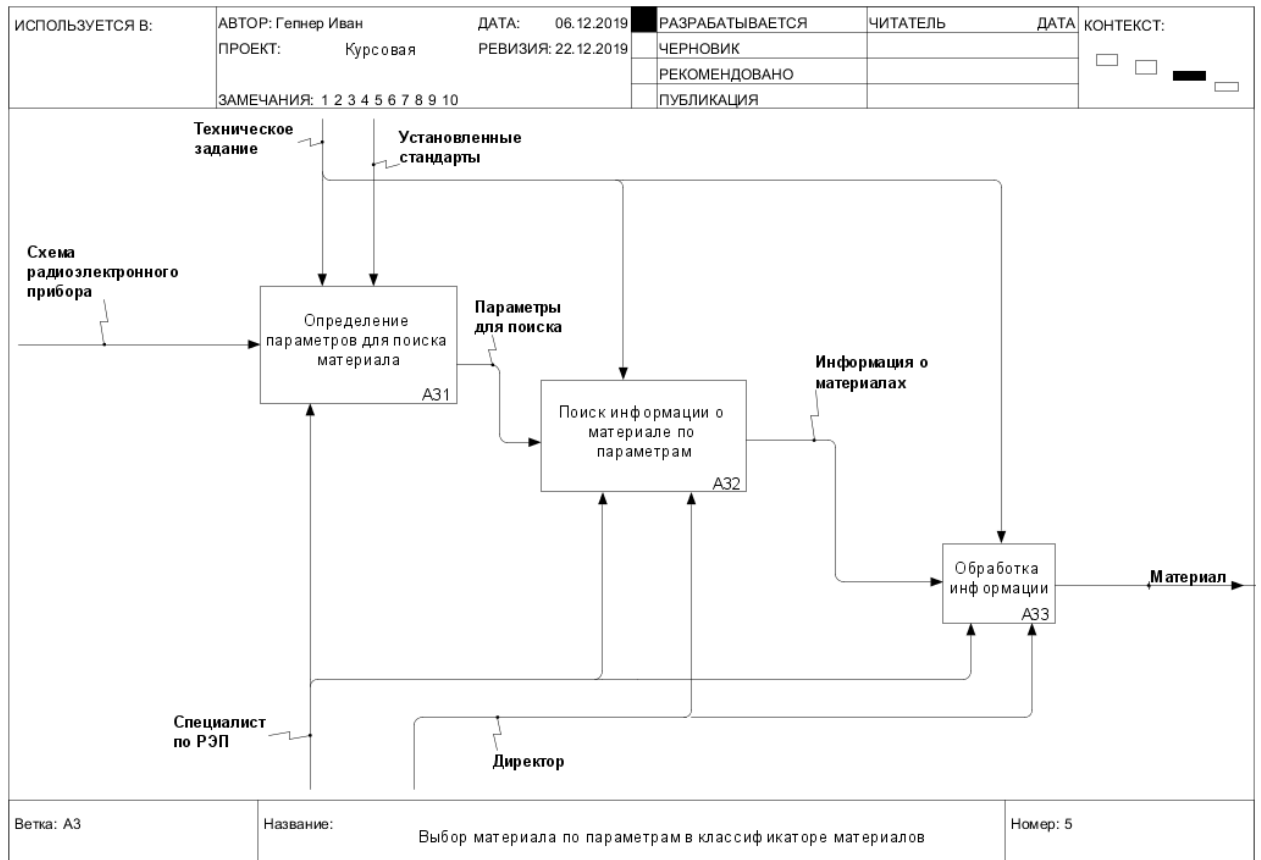 ИСПОЛЬЗУЕТСЯ В:
АВТОР: Гепнер Иван
ДАТА: 06.12.2019
РАЗРАБАТЫВАЕТСЯ
ЧИТАТЕЛЬ
ДАТА
КОНТЕКСТ:
ПРОЕКТ: Курсовая
РЕВИЗИЯ: 22.12.2019
ЧЕРНОВИК
РЕКОМЕНДОВАНО
ЗАМЕЧАНИЯ: 1 2 3 4 5 6 7 8 9 10
ПУБЛИКАЦИЯ
Техническое
задание
Установленные
стандарты
Схема
радиоэлектронного
прибора
Определение
параметров для поиска
материала
А31
Параметры
для поиска
Поиск информации о
материале по
параметрам
А32
Информация о
материалах
Обработка
информации
А33
Материал
Специалист
по РЭП
Директор
Ветка: А3
Название:
Выбор материала по параметрам в классификаторе материалов
Номер: 5